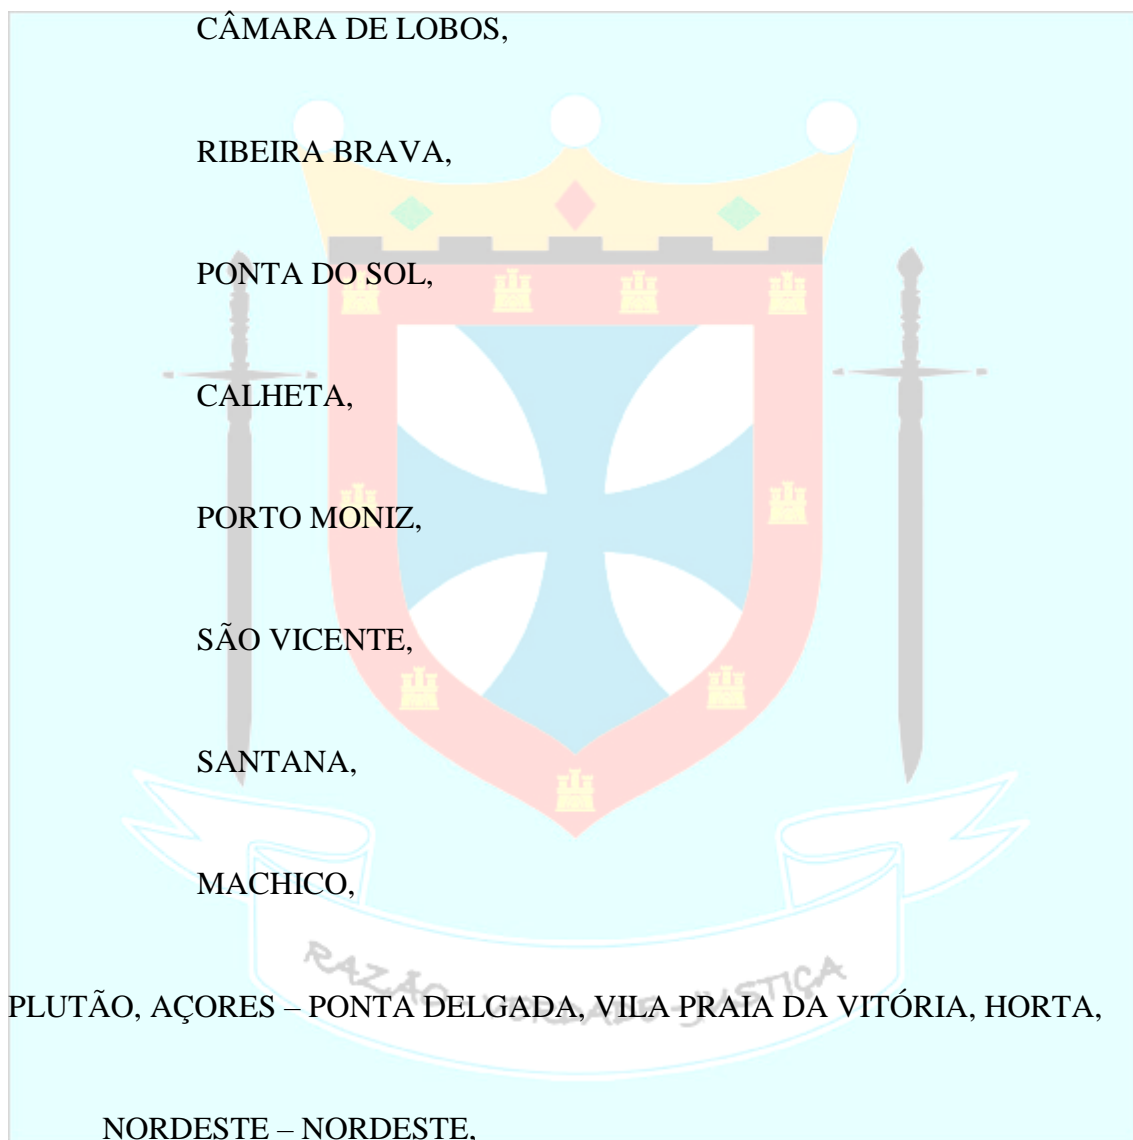 CÂMARA DE LOBOS,
RIBEIRA BRAVA,
PONTA DO SOL,
CALHETA,
PORTO MONIZ,
SÃO VICENTE,
SANTANA,
MACHICO,
RAZÃO VERDADE JUSTIÇA
PLUTÃO, AÇORES – PONTA DELGADA, VILA PRAIA DA VITÓRIA, HORTA,
NORDESTE – NORDESTE,